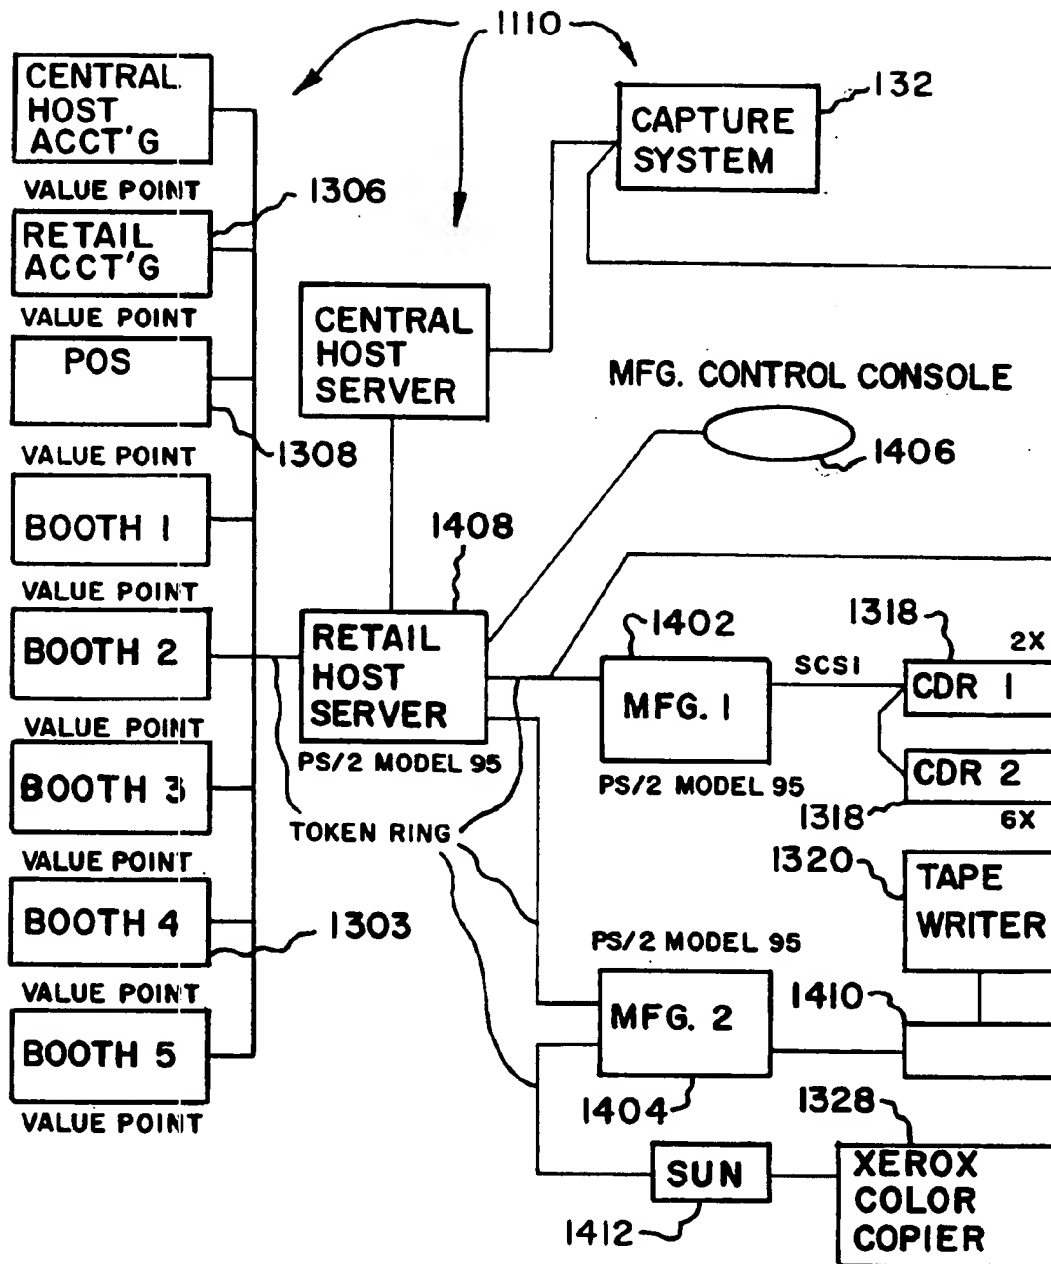 1110
CENTRAL
HOST
ACCT'G
VALUE POINT
1306
RETAIL
ACCT'G
VALUE POINT
POS
1308
VALUE POINT
BOOTH 1
VALUE POINT
BOOTH 2
VALUE POINT
BOOTH 3
VALUE POINT
BOOTH 4
1303
VALUE POINT
BOOTH 5
VALUE POINT
CAPTURE
SYSTEM
132
CENTRAL
HOST
SERVER
MFG. CONTROL CONSOLE
1406
1408
RETAIL
HOST
SERVER
PS/2 MODEL 95
TOKEN RING
1402
MFG. 1
PS/2 MODEL 95
SCSI
1318
2X
CDR 1
CDR 2
1318
6X
1320
TAPE
WRITER
PS/2 MODEL 95
MFG. 2
1404
1410
1328
SUN
1412
XEROX
COLOR
COPIER